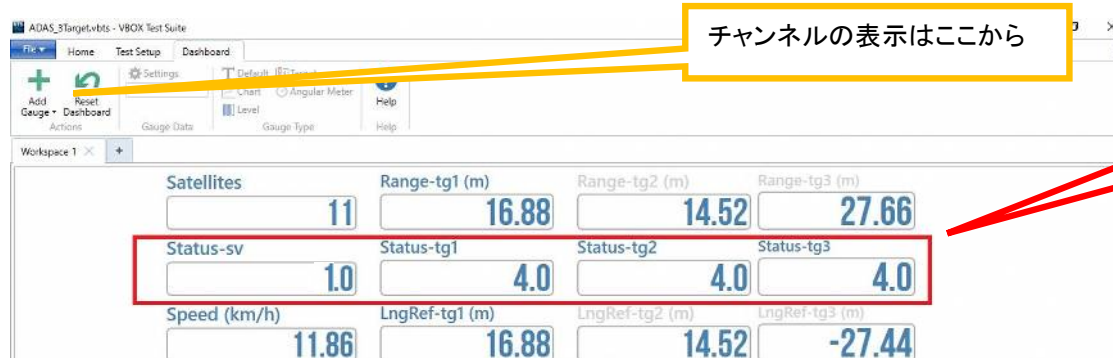 ADAS_3Target.vbts - VBOX Test Suite
チャンネルの表示はここから
File Home Test Setup Dashboard
Settings Default Target
Chart Angular Meter
Level
Add Gauge Reset Dashboard Help
Actions Gauge Data Gauge Type Help
Workspace 1
Satellites Range-tg1 (m) Range-tg2 (m) Range-tg3 (m)
11 16.88 14.52 27.66
Status-sv Status-tg1 Status-tg2 Status-tg3
1.0 4.0 4.0 4.0
Speed (km/h) LngRef-tg1 (m) LngRef-tg2 (m) LngRef-tg3 (m)
11.86 16.88 14.52 -27.44